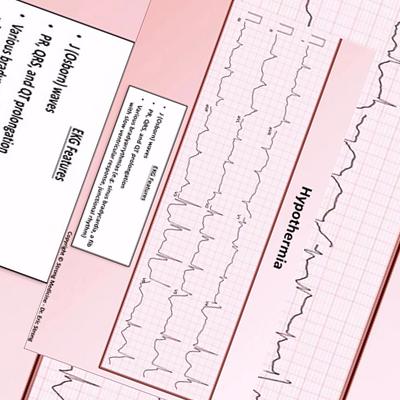 Hypothermia
EKG Features
• J (Osborn) waves
• PR, QRS, and QT prolongation
• Various bradyarrhythmias (e.g. sinus bradycardia, a fib
with slow ventricular response, junctional rhythm)
Copyright © Strong Medicine - Dr. Eric Strong
EKG Features
• J (Osborn) waves
• PR, QRS, and QT prolongation
• Various